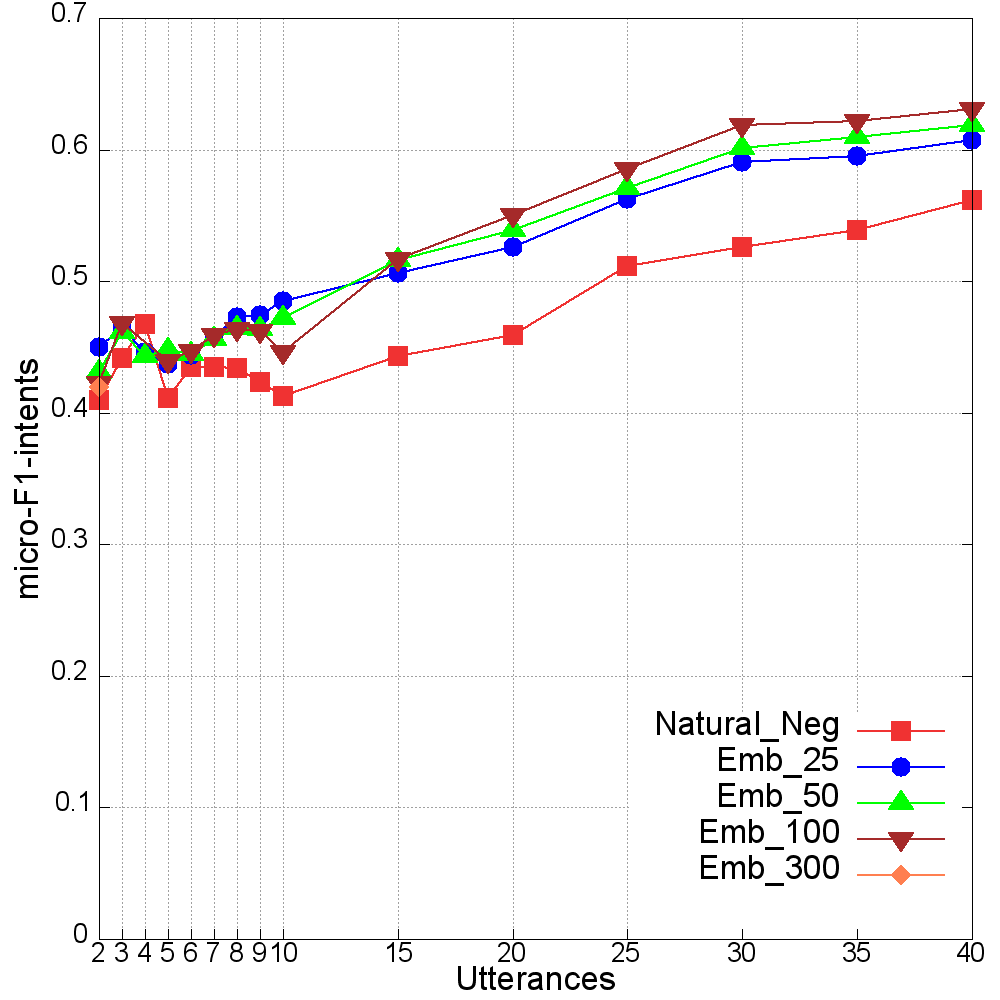 0.7
0.6
0.5
0.4
0.3
0.2
0.1
0
micro-F1-intents
2 3 4 5 6 7 8 9 10 15 20 25 30 35 40
Utterances
Natural_Neg
Emb_25
Emb_50
Emb_100
Emb_300